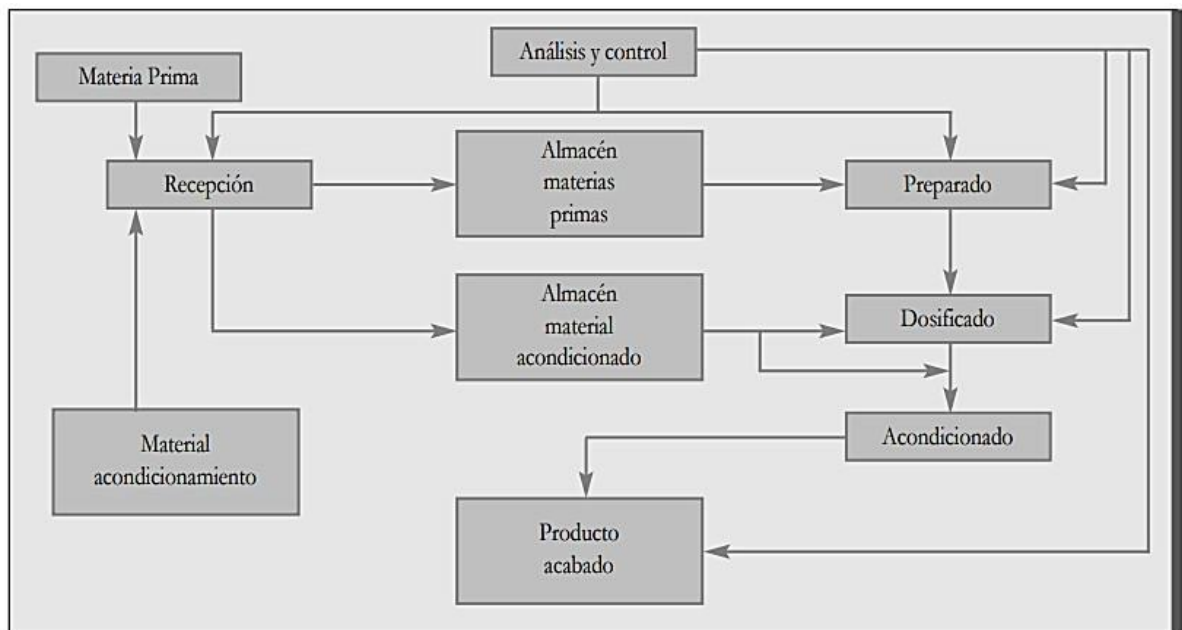 Análisis y control
Materia Prima
Recepción
Almacén
materias
primas
Preparado
Almacén
material
acondicionado
Dosificado
Material
acondicionamiento
Acondicionado
Producto
acabado